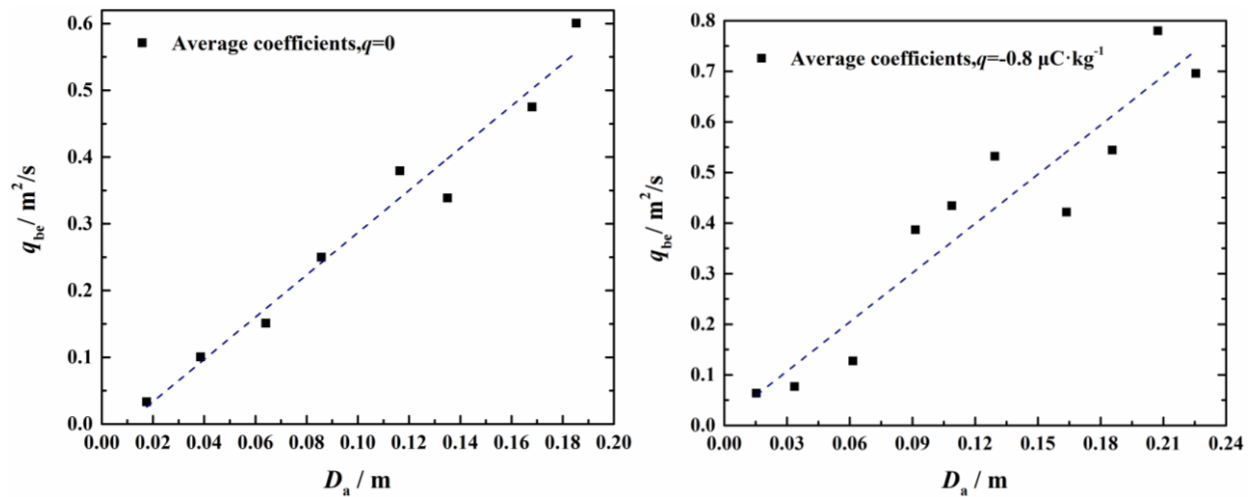 0.6
0.5
0.4
0.3
0.2
0.1
0.0
q_be/ m²/s
Average coefficients,q=0
0.00 0.02 0.04 0.06 0.08 0.10 0.12 0.14 0.16 0.18 0.20
D_a / m
0.8
0.7
0.6
0.5
0.4
0.3
0.2
0.1
0.0
q_be/ m²/s
Average coefficients,q=-0.8 μC·kg⁻¹
0.00 0.03 0.06 0.09 0.12 0.15 0.18 0.21 0.24
D_a / m